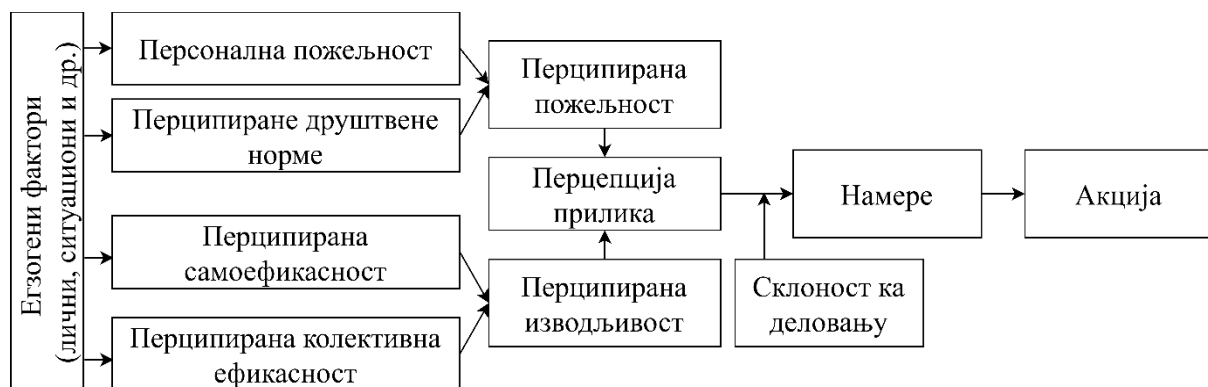 Егзогени фактори
(лични, ситуациони и др.)
Персонална пожељност
Перципиране друштвене
норме
Перципирана
самоефикасност
Перципирана колективна
ефикасност
Перципирана
пожељност
Перцепција
прилика
Перципирана
изводљивост
Склоност ка
деловању
Намере
Акција